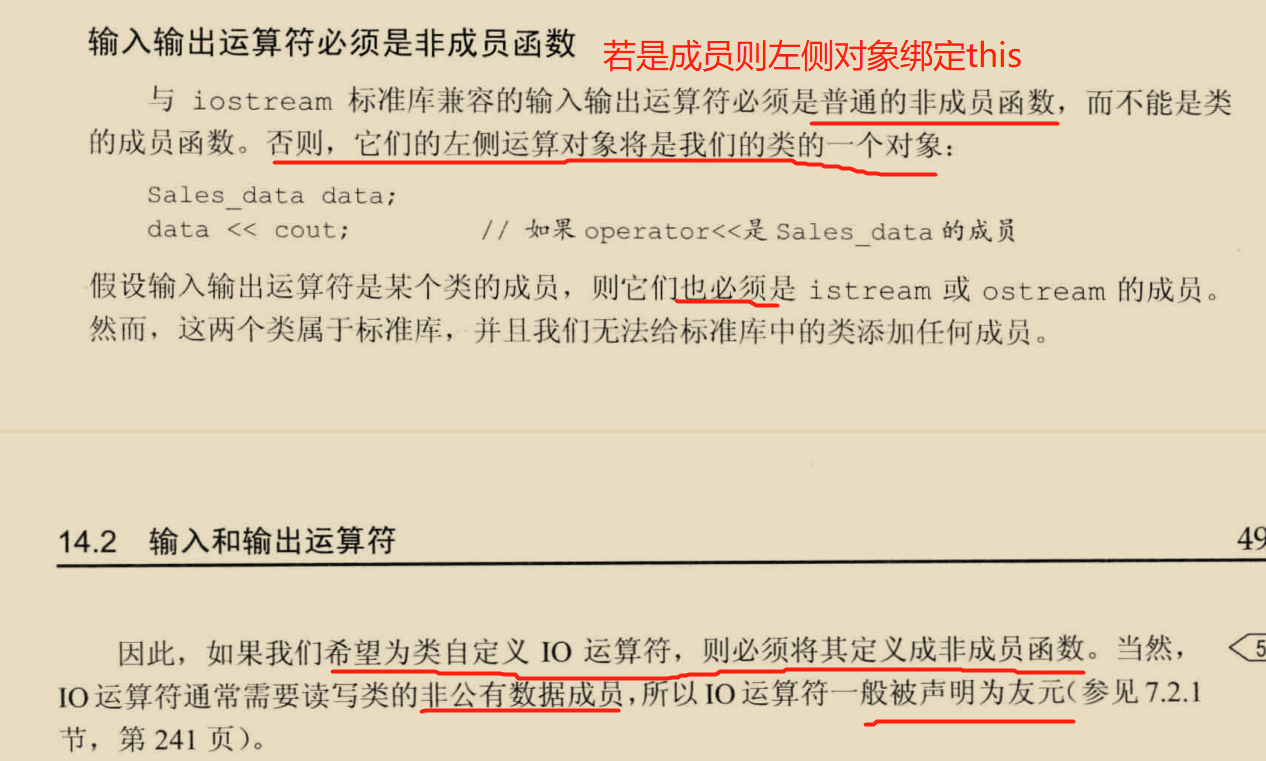 输入输出运算符必须是非成员函数 若是成员则左侧对象绑定this
与 iostream 标准库兼容的输入输出运算符必须是普通的非成员函数，而不能是类
的成员函数。否则，它们的左侧运算对象将是我们的类的一个对象：
Sales_data data;
data << cout; // 如果 operator<<是 Sales_data 的成员
假设输入输出运算符是某个类的成员，则它们也必须是 istream 或 ostream 的成员。
然而，这两个类属于标准库，并且我们无法给标准库中的类添加任何成员。
14.2 输入和输出运算符 49
因此，如果我们希望为类自定义 IO 运算符，则必须将其定义成非成员函数。当然， 5
IO 运算符通常需要读写类的非公有数据成员，所以 IO 运算符一般被声明为友元（参见 7.2.1
节，第 241 页）。